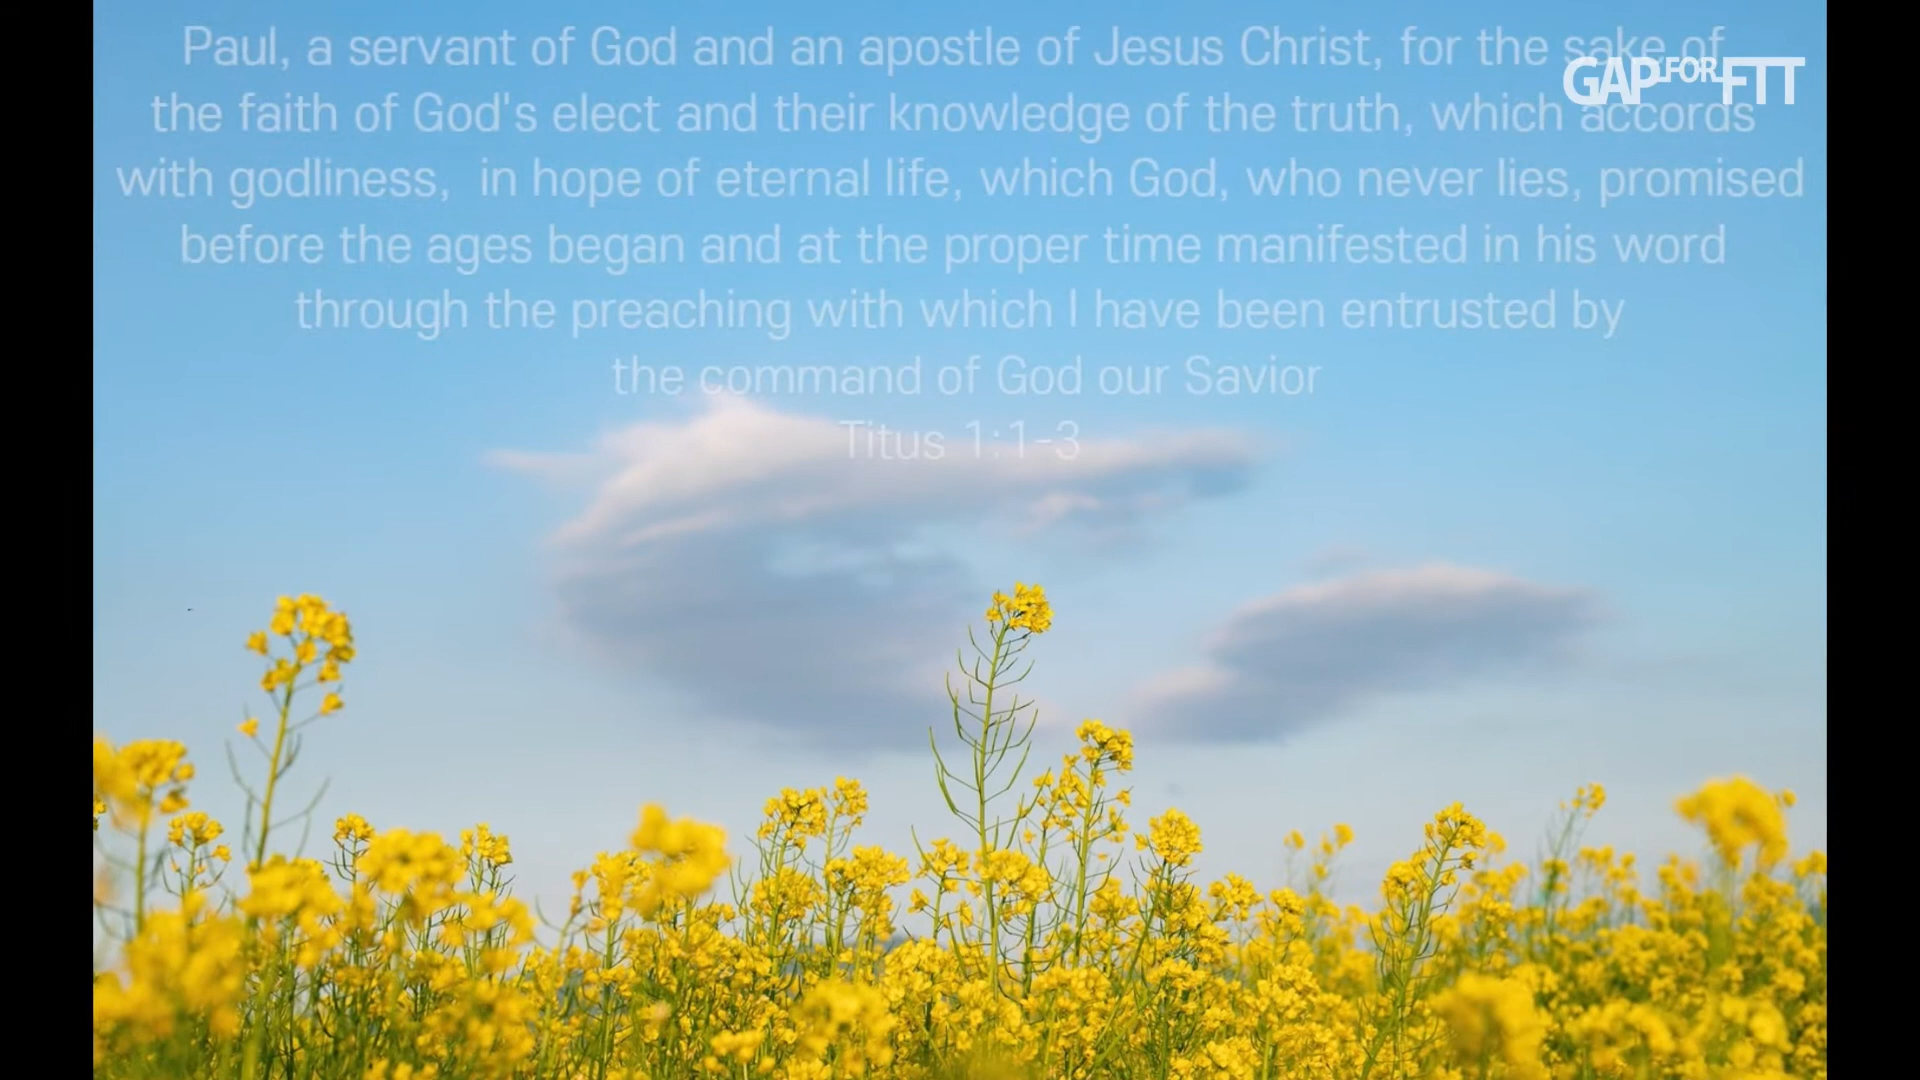 Paul, a servant of God and an apostle of Jesus Christ, for the sake of
the faith of God's elect and their knowledge of the truth, which accords
with godliness,  in hope of eternal life, which God, who never lies, promised
before the ages began and at the proper time manifested in his word
through the preaching with which I have been entrusted by
the command of God our Savior
Titus 1:1-3
GAP FOR FTT